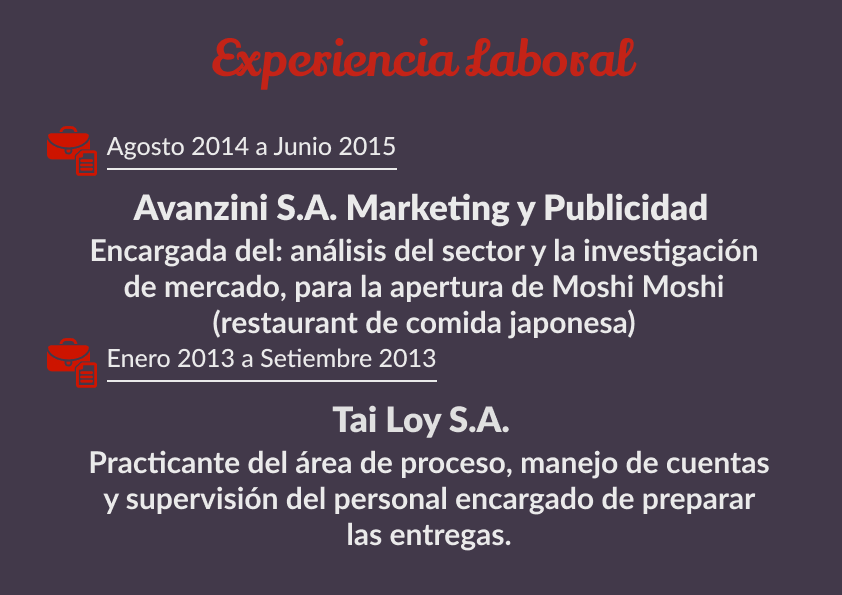 Experiencia Laboral
Agosto 2014 a Junio 2015
Avanzini S.A. Marketing y Publicidad
Encargada del: análisis del sector y la investigación
de mercado, para la apertura de Moshi Moshi
(restaurant de comida japonesa)
Enero 2013 a Setiembre 2013
Tai Loy S.A.
Practicante del área de proceso, manejo de cuentas
y supervisión del personal encargado de preparar
las entregas.